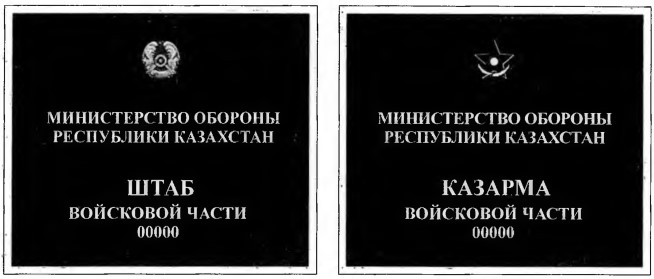 МИНИСТЕРСТВО ОБОРОНЫ
РЕСПУБЛИКИ КАЗАХСТАН
ШТАБ
ВОЙСКОВОЙ ЧАСТИ
00000
МИНИСТЕРСТВО ОБОРОНЫ
РЕСПУБЛИКИ КАЗАХСТАН
КАЗАРМА
ВОЙСКОВОЙ ЧАСТИ
00000